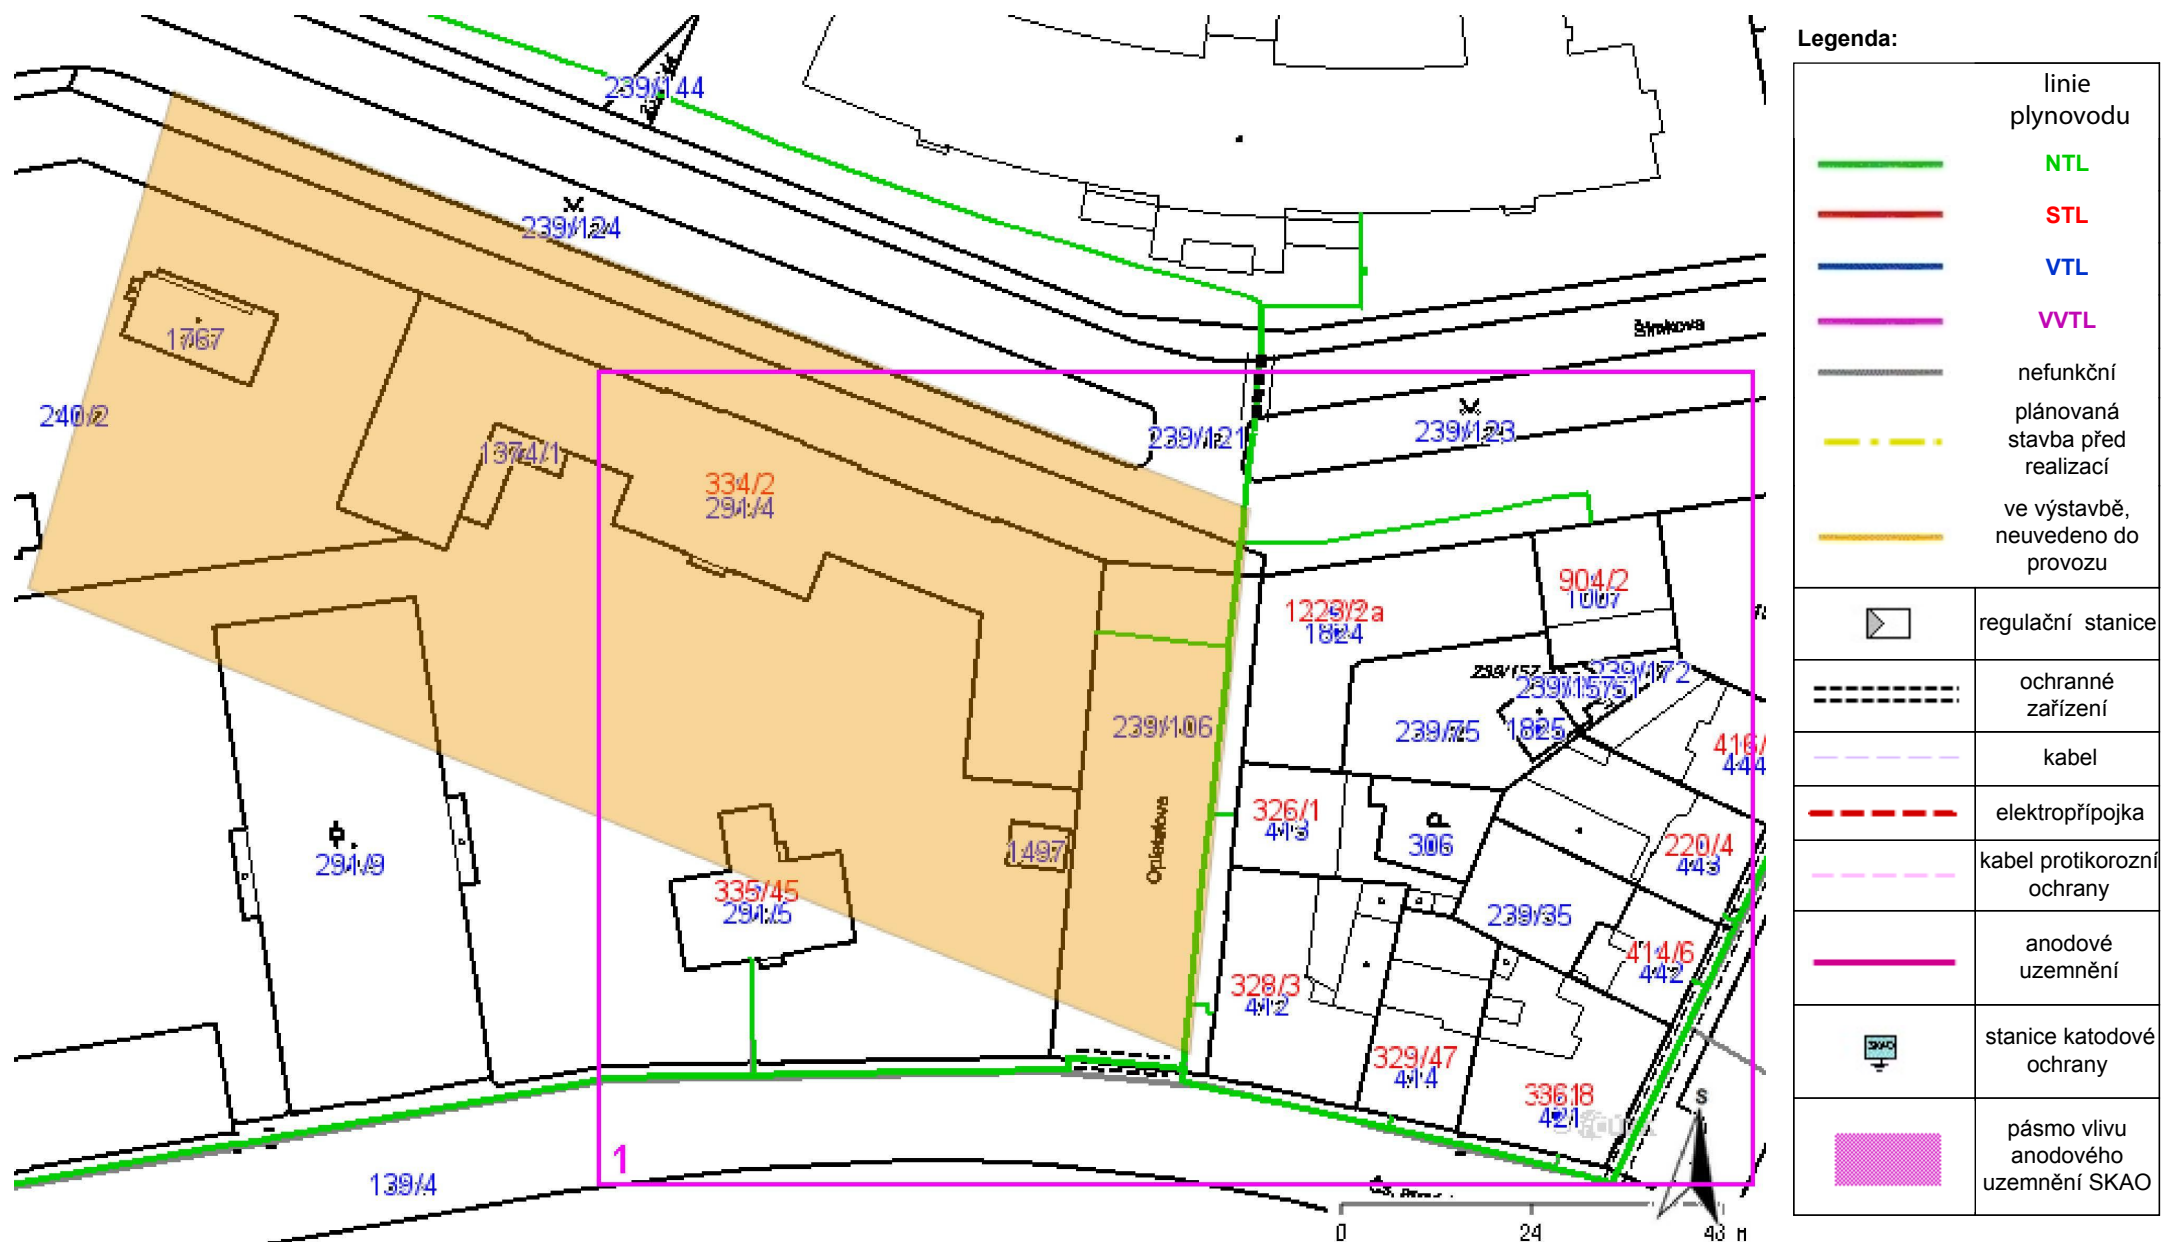 Legenda:
linie
plynovodu
NTL
STL
VTL
VVTL
nefunkční
plánovaná
stavba před
realizací
ve výstavbě,
neuvedeno do
provozu
regulační stanice
ochranné
zařízení
kabel
elektropřípojka
kabel protikorozní
ochrany
anodové
uzemnění
SKAO
stanice katodové
ochrany
pásmo vlivu
anodového
uzemnění SKAO
239/144
239/124
1767
240/2
1374/1
334/2
291/4
239/121
239/123
904/2
1007
1223/2a
1824
239/172
239/157
239/75
1825
239/106
416/
444
326/1
413
306
P
220/4
443
1497
291/9
335/45
291/5
239/35
414/6
442
328/3
412
329/47
414
421
1
139/4
S
0
24
48 m